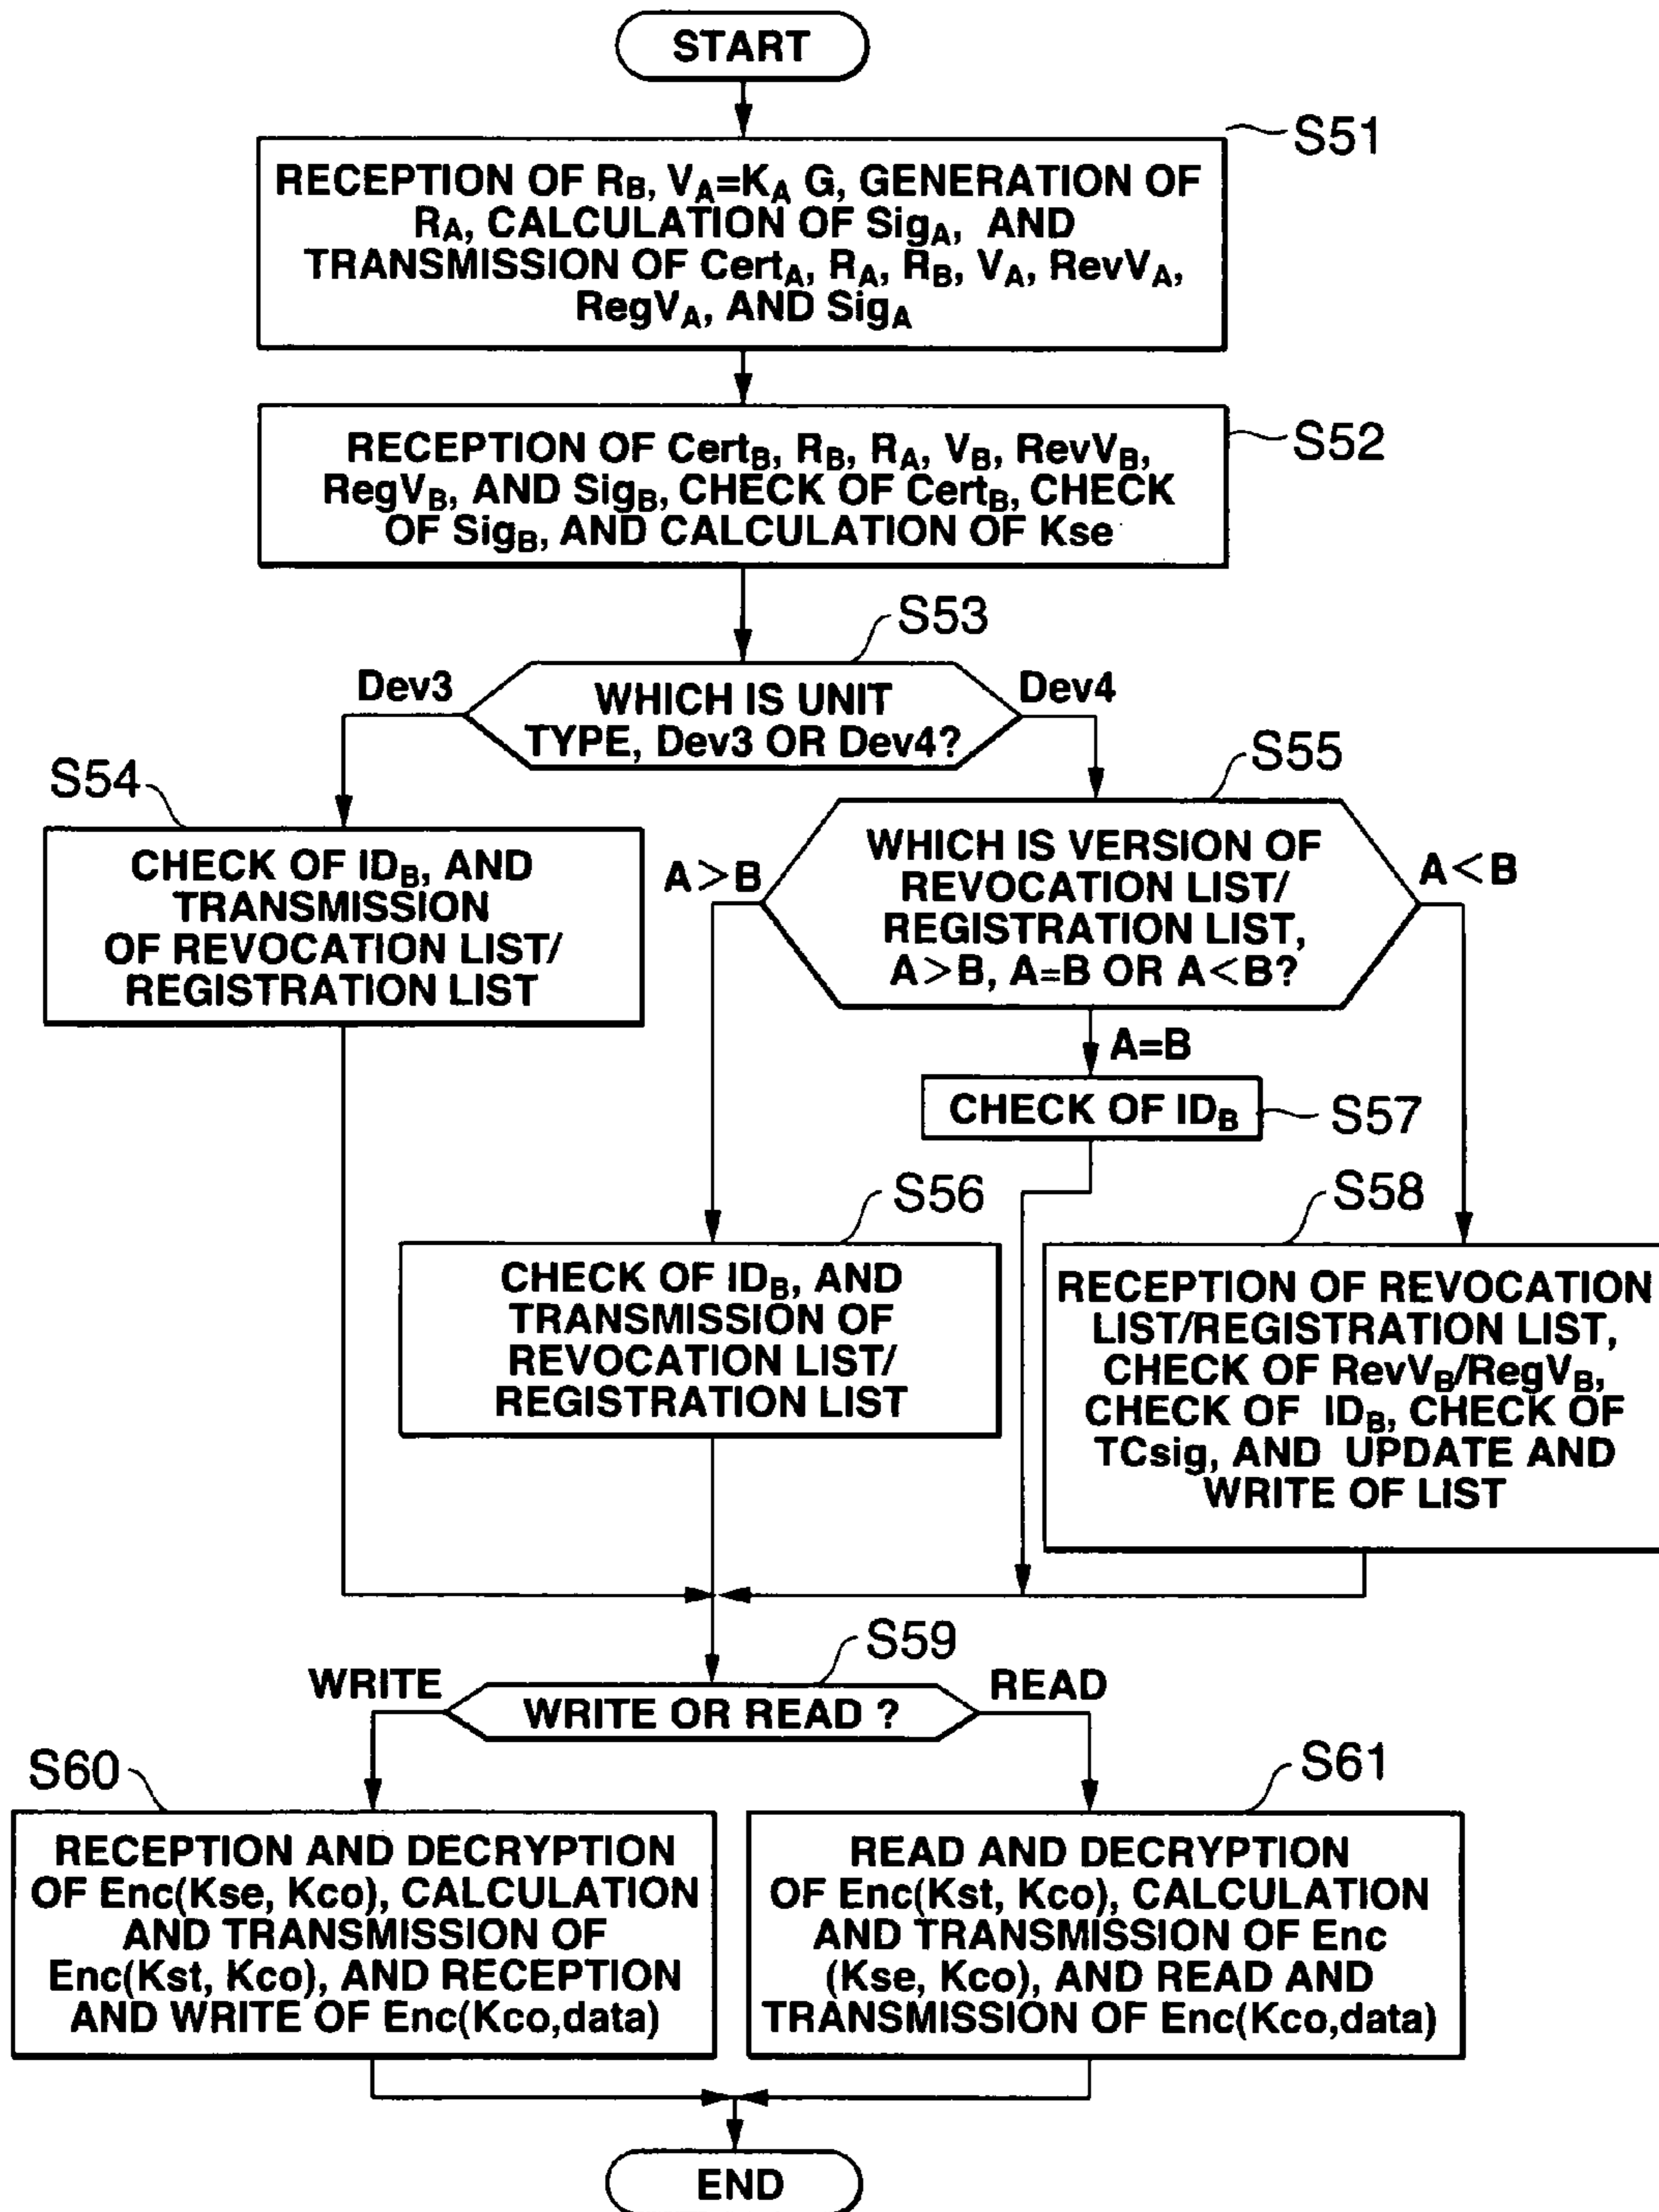 START
S51
RECEPTION OF RB, VA=KA G, GENERATION OF
RA, CALCULATION OF SigA, AND
TRANSMISSION OF CertA, RA, RB, VA, RevVA,
RegVA, AND SigA
S52
RECEPTION OF CertB, RB, RA, VB, RevVB,
RegVB, AND SigB, CHECK OF CertB, CHECK
OF SigB, AND CALCULATION OF Kse
S53
Dev3
WHICH IS UNIT
TYPE, Dev3 OR Dev4?
Dev4
S54
CHECK OF IDB, AND
TRANSMISSION
OF REVOCATION LIST/
REGISTRATION LIST
S55
A>B
WHICH IS VERSION OF
REVOCATION LIST/
REGISTRATION LIST,
A>B, A=B OR A<B?
A<B
A=B
CHECK OF IDB
S57
S56
CHECK OF IDB, AND
TRANSMISSION OF
REVOCATION LIST/
REGISTRATION LIST
S58
RECEPTION OF REVOCATION
LIST/REGISTRATION LIST,
CHECK OF RevVB/RegVB,
CHECK OF IDB, CHECK OF
TCsig, AND UPDATE AND
WRITE OF LIST
S59
WRITE
WRITE OR READ ?
READ
S60
RECEPTION AND DECRYPTION
OF Enc(Kse, Kco), CALCULATION
AND TRANSMISSION OF
Enc(Kst, Kco), AND RECEPTION
AND WRITE OF Enc(Kco,data)
S61
READ AND DECRYPTION
OF Enc(Kst, Kco), CALCULATION
AND TRANSMISSION OF Enc
(Kse, Kco), AND READ AND
TRANSMISSION OF Enc(Kco,data)
END